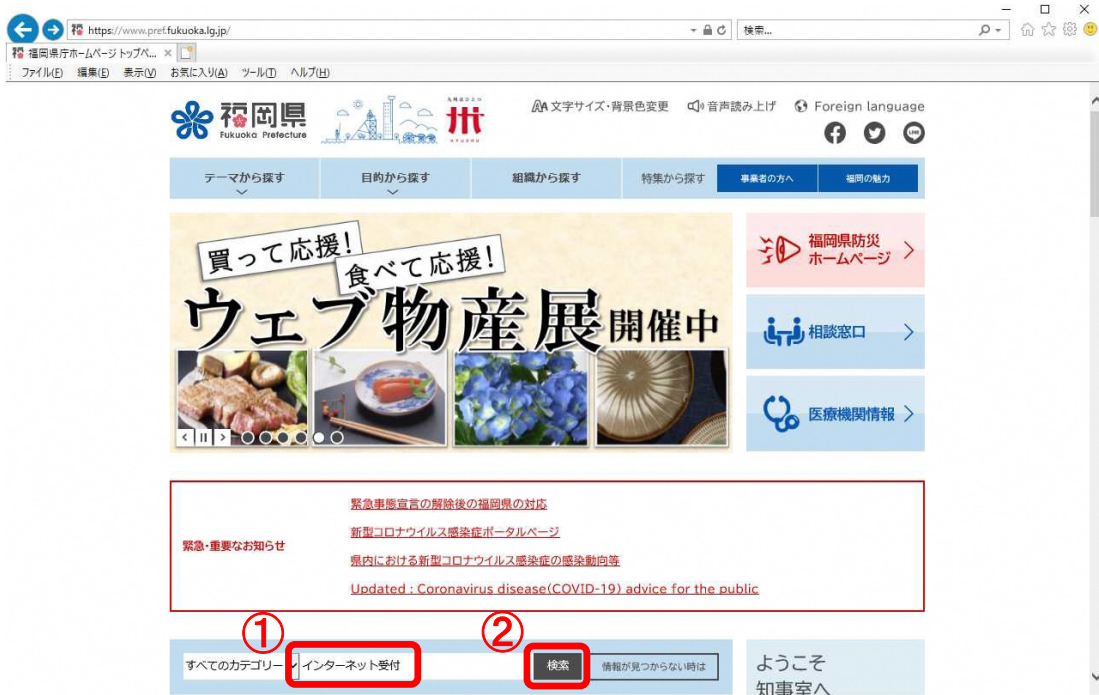 https://www.pref.fukuoka.lg.jp/
検索...
福岡県庁ホームページ トップペ...
ファイル(F) 編集(E) 表示(V) お気に入り(A) ツール(T) ヘルプ(H)
福岡県
Fukuoka Prefecture
九州はひとつ
KYUSHU
文字サイズ・背景色変更 音声読み上げ Foreign language
テーマから探す 目的から探す 組織から探す 特集から探す 事業者の方へ 福岡の魅力
買って応援!
食べて応援!
ウェブ物産展開催中
福岡県防災
ホームページ
相談窓口
医療機関情報
緊急・重要なお知らせ
緊急事態宣言の解除後の福岡県の対応
新型コロナウイルス感染症ポータルページ
県内における新型コロナウイルス感染症の感染動向等
Updated : Coronavirus disease(COVID-19) advice for the public
① ②
すべてのカテゴリー インターネット受付 検索 情報が見つからない時は
ようこそ
知事室へ